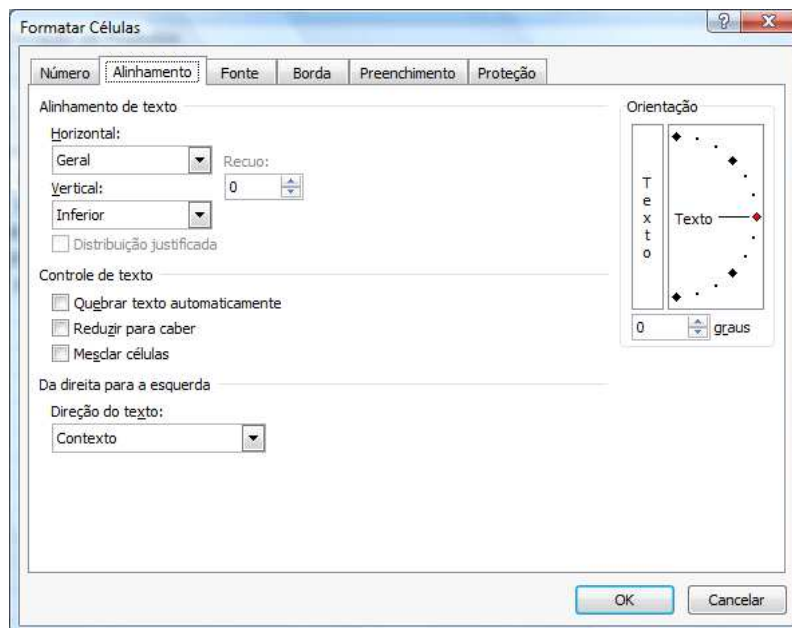 Formatar Células
Número Alinhamento Fonte Borda Preenchimento Proteção
Alinhamento de texto
Horizontal:
Geral
Recuo:
0
Vertical:
Inferior
Distribuição justificada
Controle de texto
Quebrar texto automaticamente
Reduzir para caber
Mesclar células
Da direita para a esquerda
Direção do texto:
Contexto
Orientação
Texto
Texto
0 graus
OK Cancelar